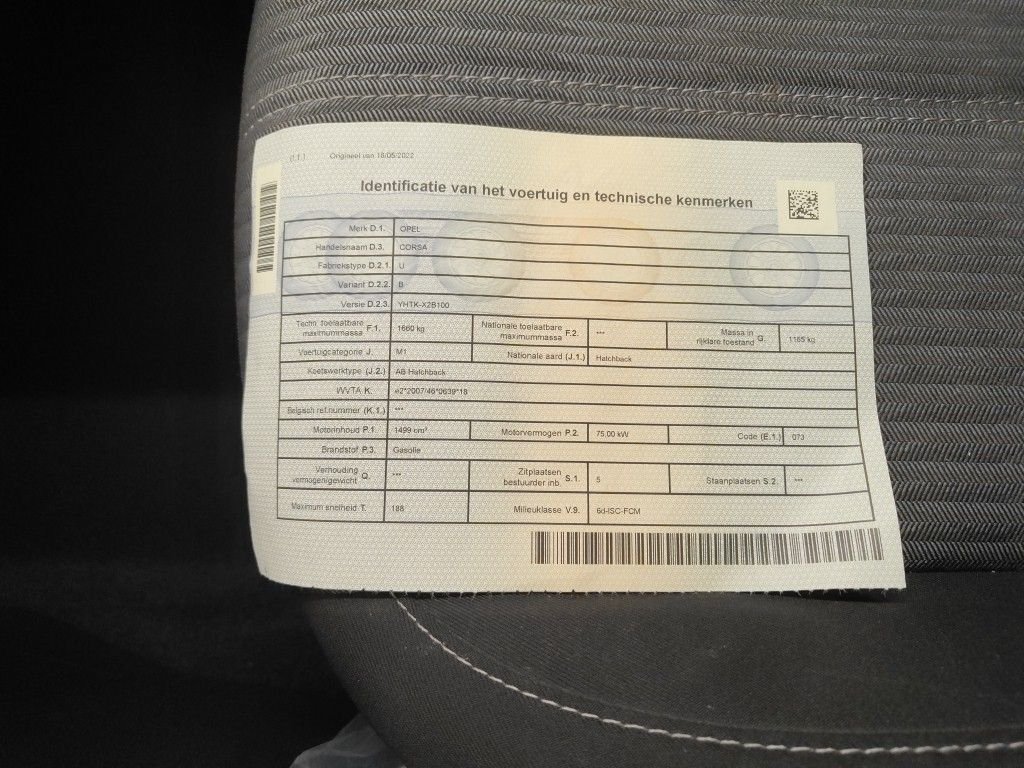 (I.1.) Origineel van 18/05/2022
Identificatie van het voertuig en technische kenmerken
Merk D.1. OPEL
Handelsnaam D.3. CORSA
Fabriekstype D.2.1. U
Variant D.2.2. B
Versie D.2.3. YHTK-X2B100
Techn. toelaatbare maximummassa F.1. 1660 kg Nationale toelaatbare maximummassa F.2. *** Massa in rijklare toestand G. 1165 kg
Voertuigcategorie J. M1 Nationale aard (J.1.) Hatchback
Koetswerktype (J.2.) AB Hatchback
WVTA K. e2*2007/46*0639*18
Belgisch ref.nummer (K.1.) ***
Motorinhoud P.1. 1499 cm³ Motorvermogen P.2. 75.00 kW Code (E.1.) 073
Brandstof P.3. Gasolie
Verhouding vermogen/gewicht Q. *** Zitplaatsen bestuurder inb. S.1. 5 Staanplaatsen S.2. ***
Maximum snelheid T. 188 Milieuklasse V.9. 6d-ISC-FCM